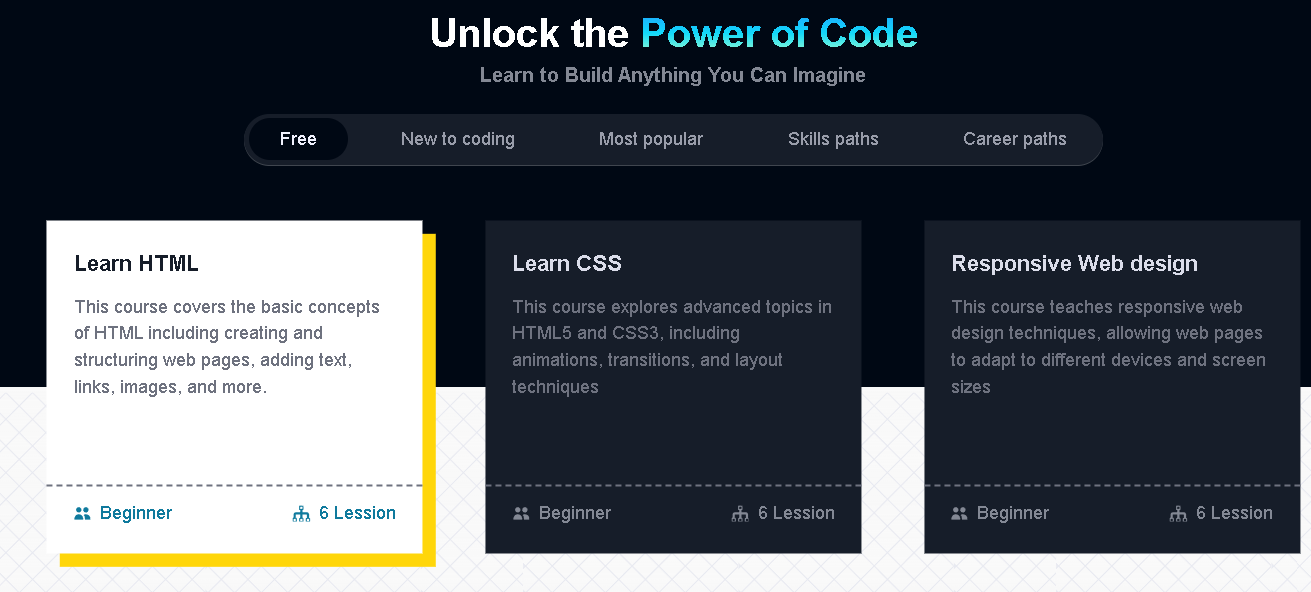 Unlock the Power of Code
Learn to Build Anything You Can Imagine
Free New to coding Most popular Skills paths Career paths
Learn HTML
This course covers the basic concepts
of HTML including creating and
structuring web pages, adding text,
links, images, and more.
Beginner 6 Lession
Learn CSS
This course explores advanced topics in
HTML5 and CSS3, including
animations, transitions, and layout
techniques
Beginner 6 Lession
Responsive Web design
This course teaches responsive web
design techniques, allowing web pages
to adapt to different devices and screen
sizes
Beginner 6 Lession